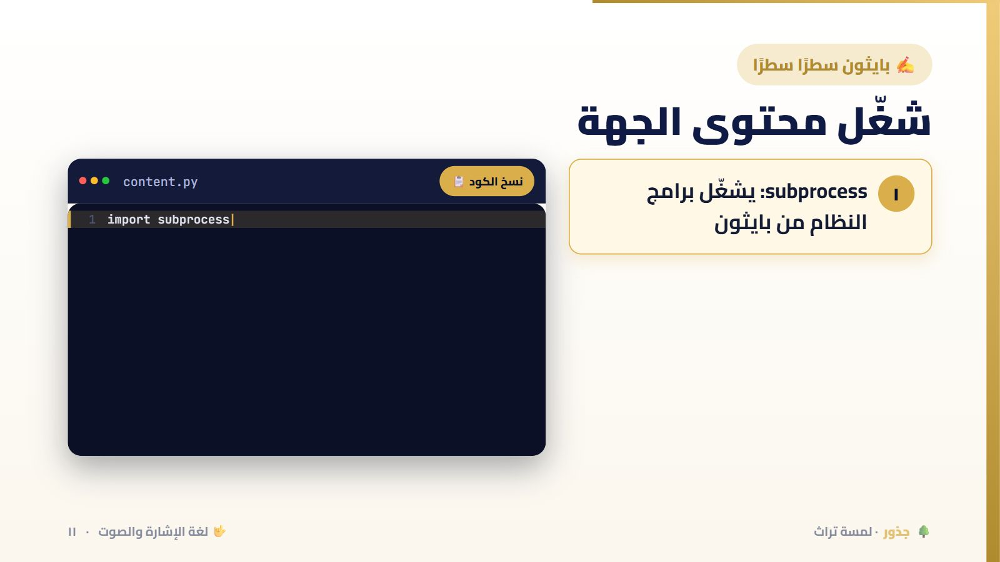 ✍️ بايثون سطرًا سطرًا
شغّل محتوى الجهة
١
subprocess: يشغّل برامج
النظام من بايثون
content.py
نسخ الكود 📋
1 import subprocess
🌳 جذور · لمسة تراث
🤟 لغة الإشارة والصوت · ١١